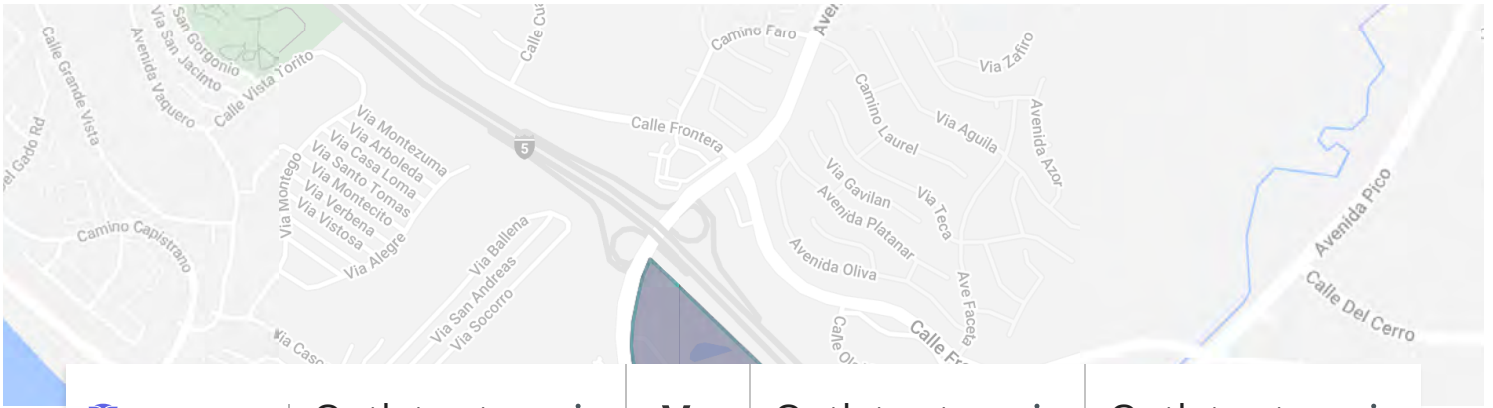 Calle Grande Vista
Avenida Vaquero
Via San Jacinto
San Gorgonio
Calle Vista Torito
Del Gado Rd
Camino Capistrano
Via Montego
Via Montezuma
Via Arboleda
Via Casa Loma
Via Santo Tomas
Via Montecito
Via Verbena
Via Vistosa
Via Alegre
Via Ballena
Via San Andreas
Via Socorro
5
Calle Frontera
Camino Faro
Via Zafiro
Camino Laurel
Via Aguila
Avenida Azor
Via Gavilan
Avenida Platanar
Via Teca
Avenida Oliva
Ave Faceta
Avenida Pico
Calle Del Cerro